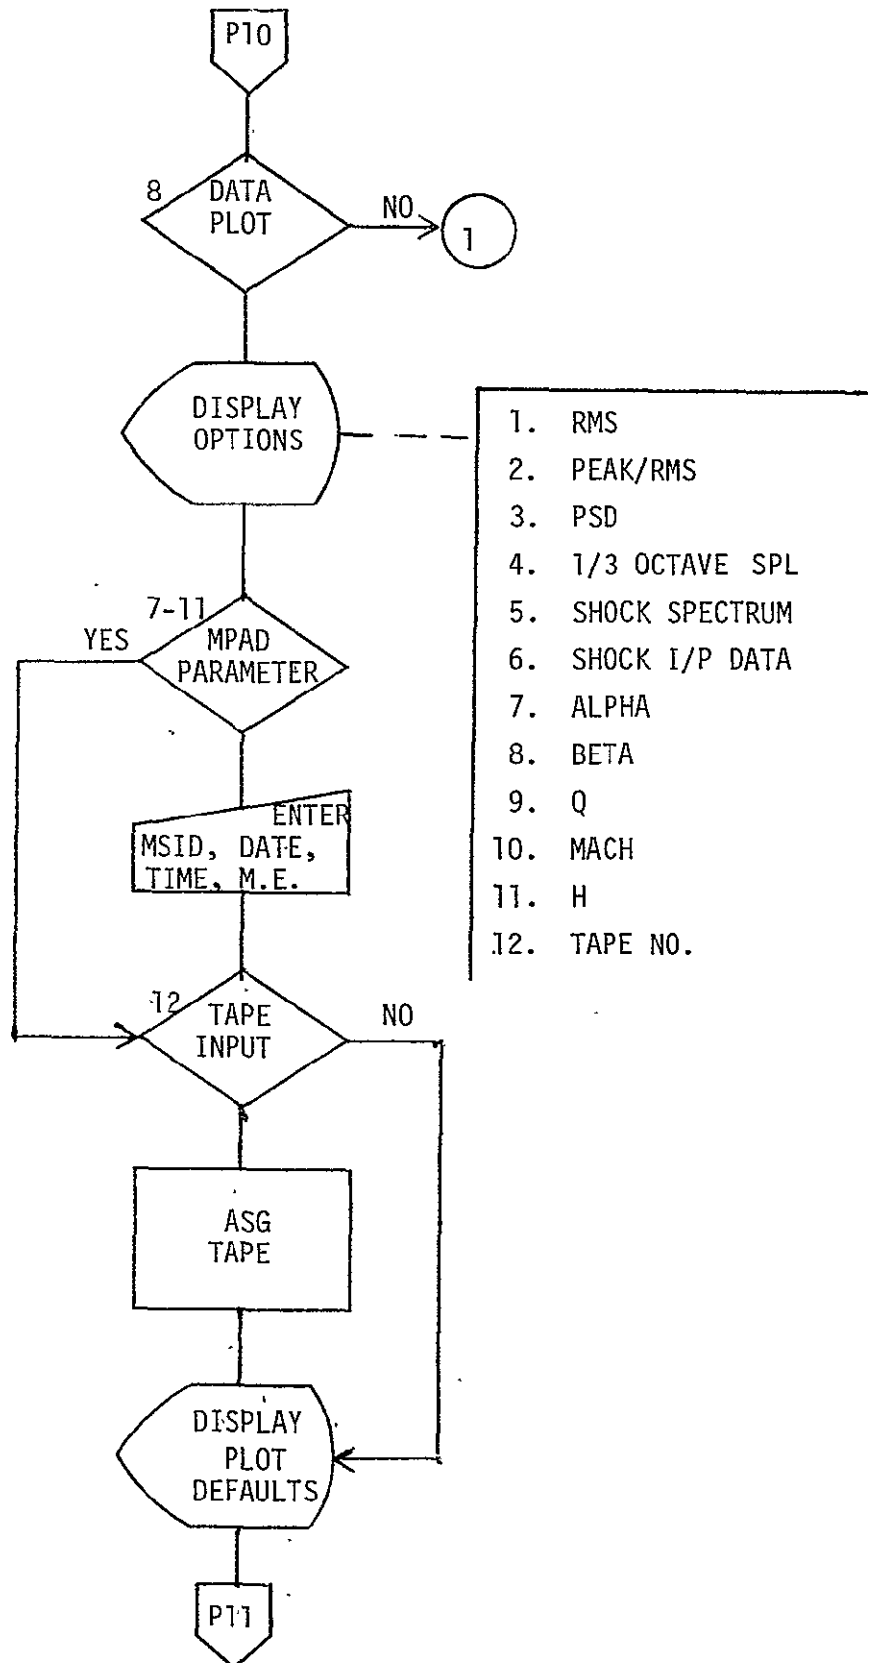 P10
8
DATA
PLOT
NO
1
DISPLAY
OPTIONS
1. RMS
2. PEAK/RMS
3. PSD
4. 1/3 OCTAVE SPL
5. SHOCK SPECTRUM
6. SHOCK I/P DATA
7. ALPHA
8. BETA
9. Q
10. MACH
11. H
12. TAPE NO.
7-11
YES
MPAD
PARAMETER
ENTER
MSID, DATE,
TIME, M.E.
12
TAPE
INPUT
NO
ASG
TAPE
DISPLAY
PLOT
DEFAULTS
P11